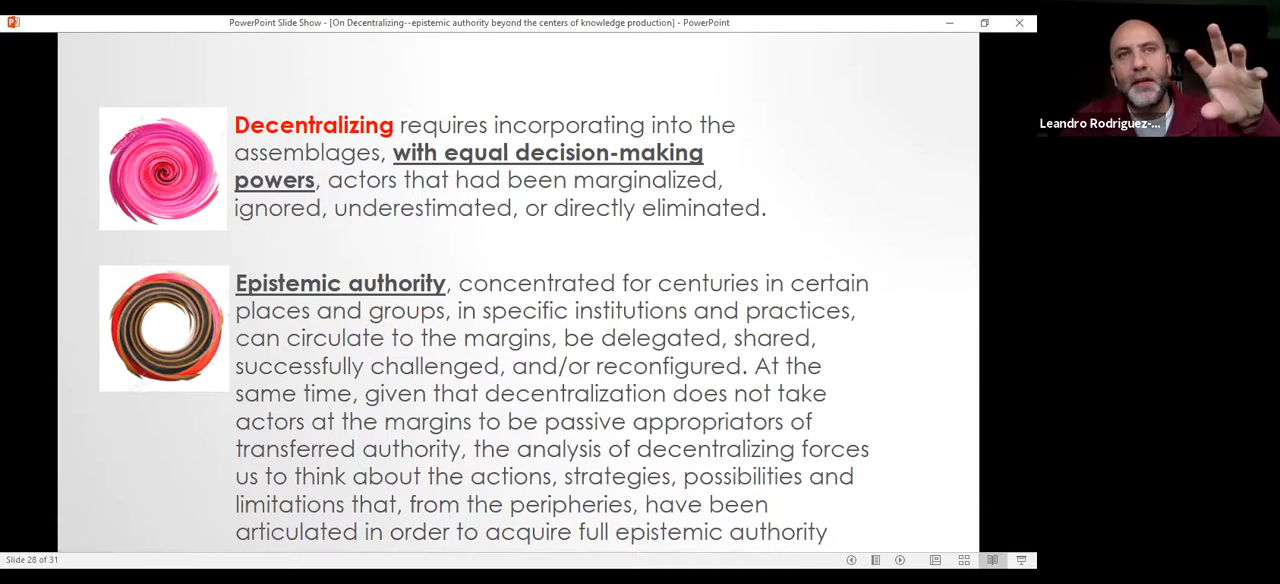 PowerPoint Slide Show - [On Decentralizing--epistemic authority beyond the centers of knowledge production] - PowerPoint
Leandro Rodriguez-...
Decentralizing requires incorporating into the
assemblages, with equal decision-making
powers, actors that had been marginalized,
ignored, underestimated, or directly eliminated.
Epistemic authority, concentrated for centuries in certain
places and groups, in specific institutions and practices,
can circulate to the margins, be delegated, shared,
successfully challenged, and/or reconfigured. At the
same time, given that decentralization does not take
actors at the margins to be passive appropriators of
transferred authority, the analysis of decentralizing forces
us to think about the actions, strategies, possibilities and
limitations that, from the peripheries, have been
articulated in order to acquire full epistemic authority
Slide 28 of 31